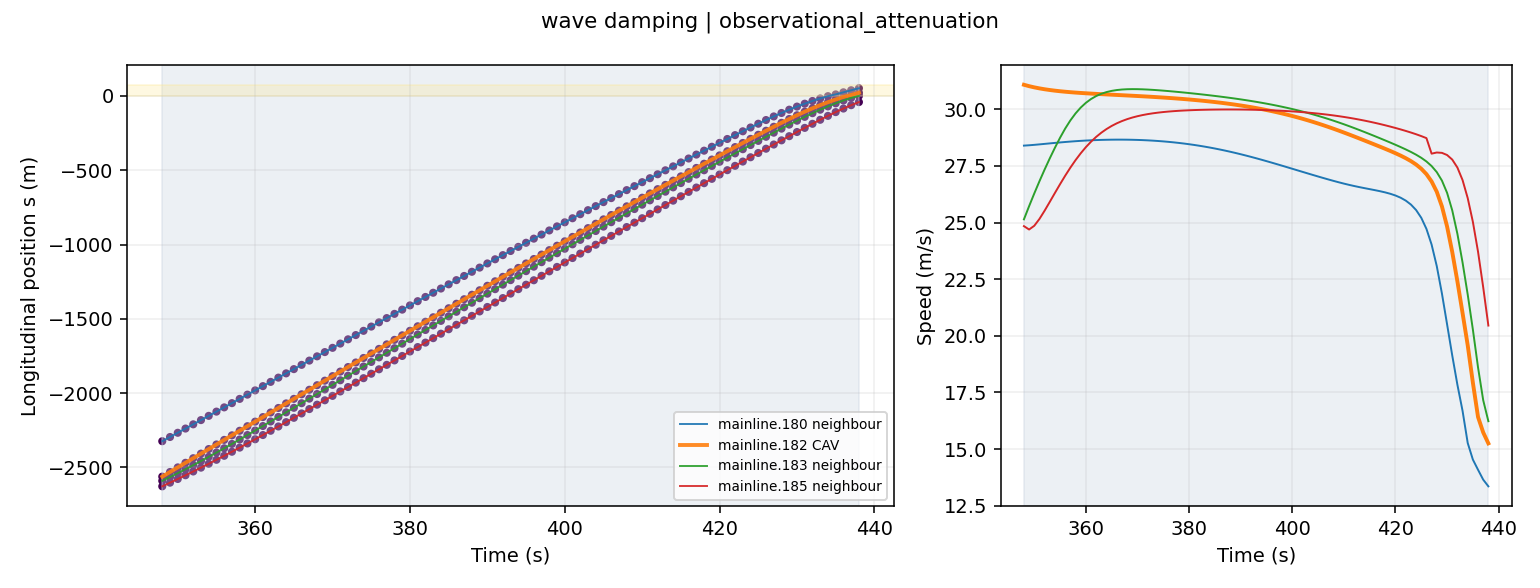 wave damping | observational_attenuation
Longitudinal position s (m)
0
−500
−1000
−1500
−2000
−2500
360
380
400
420
440
Time (s)
mainline.180 neighbour
mainline.182 CAV
mainline.183 neighbour
mainline.185 neighbour
Speed (m/s)
30.0
27.5
25.0
22.5
20.0
17.5
15.0
12.5
360
380
400
420
440
Time (s)